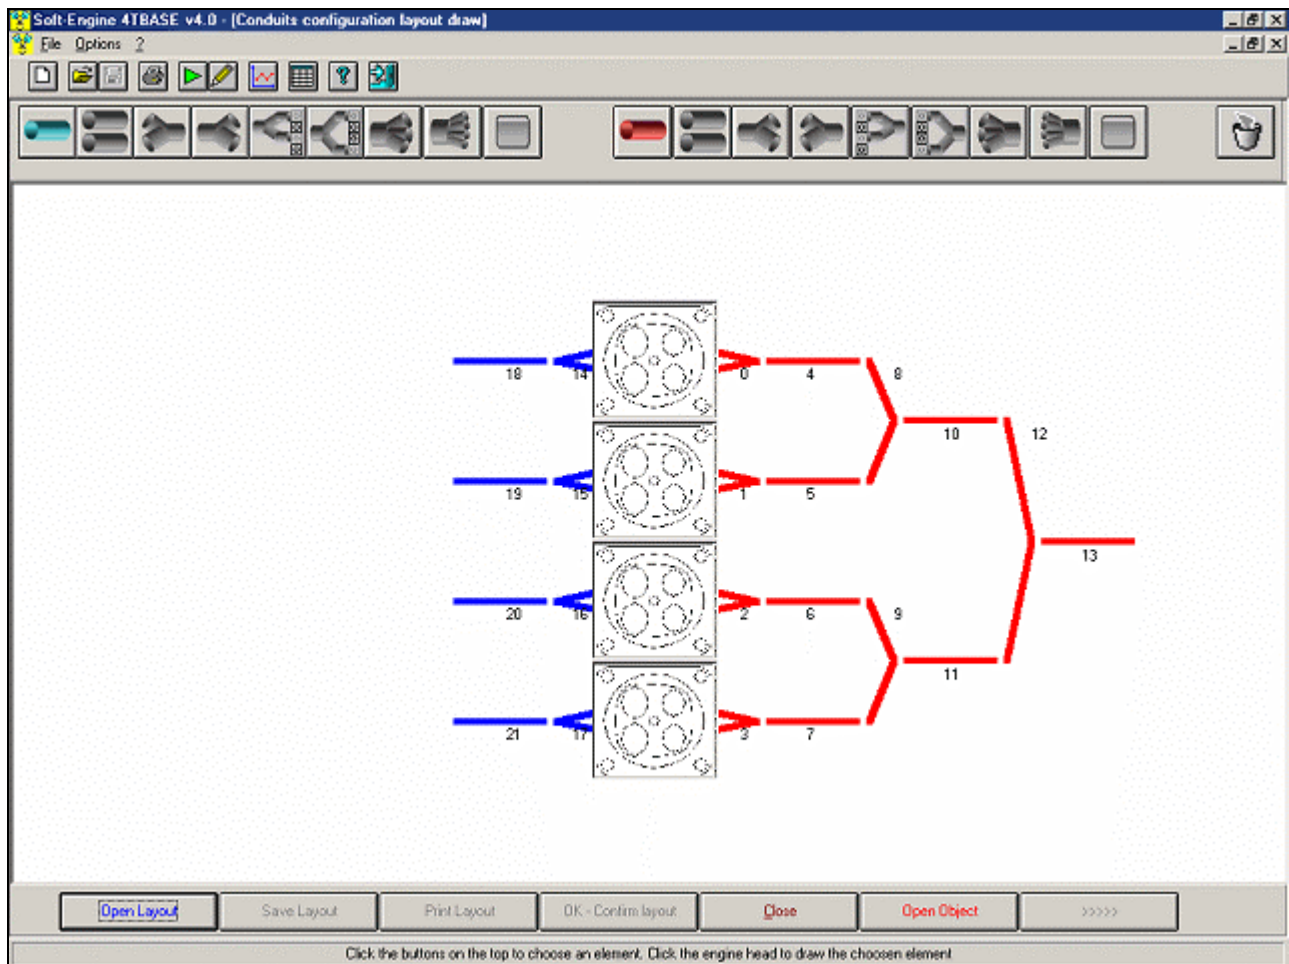 Soft-Engine 4TBASE v4.0 - [Conduits configuration layout draw]
File Options ?
18 14 0 4 8
10 12
19 15 1 5
13
20 16 2 6 9
11
21 17 3 7
Open Layout Save Layout Print Layout OK - Confirm layout Close Open Object >>>>>
Click the buttons on the top to choose an element. Click the engine head to draw the choosen element